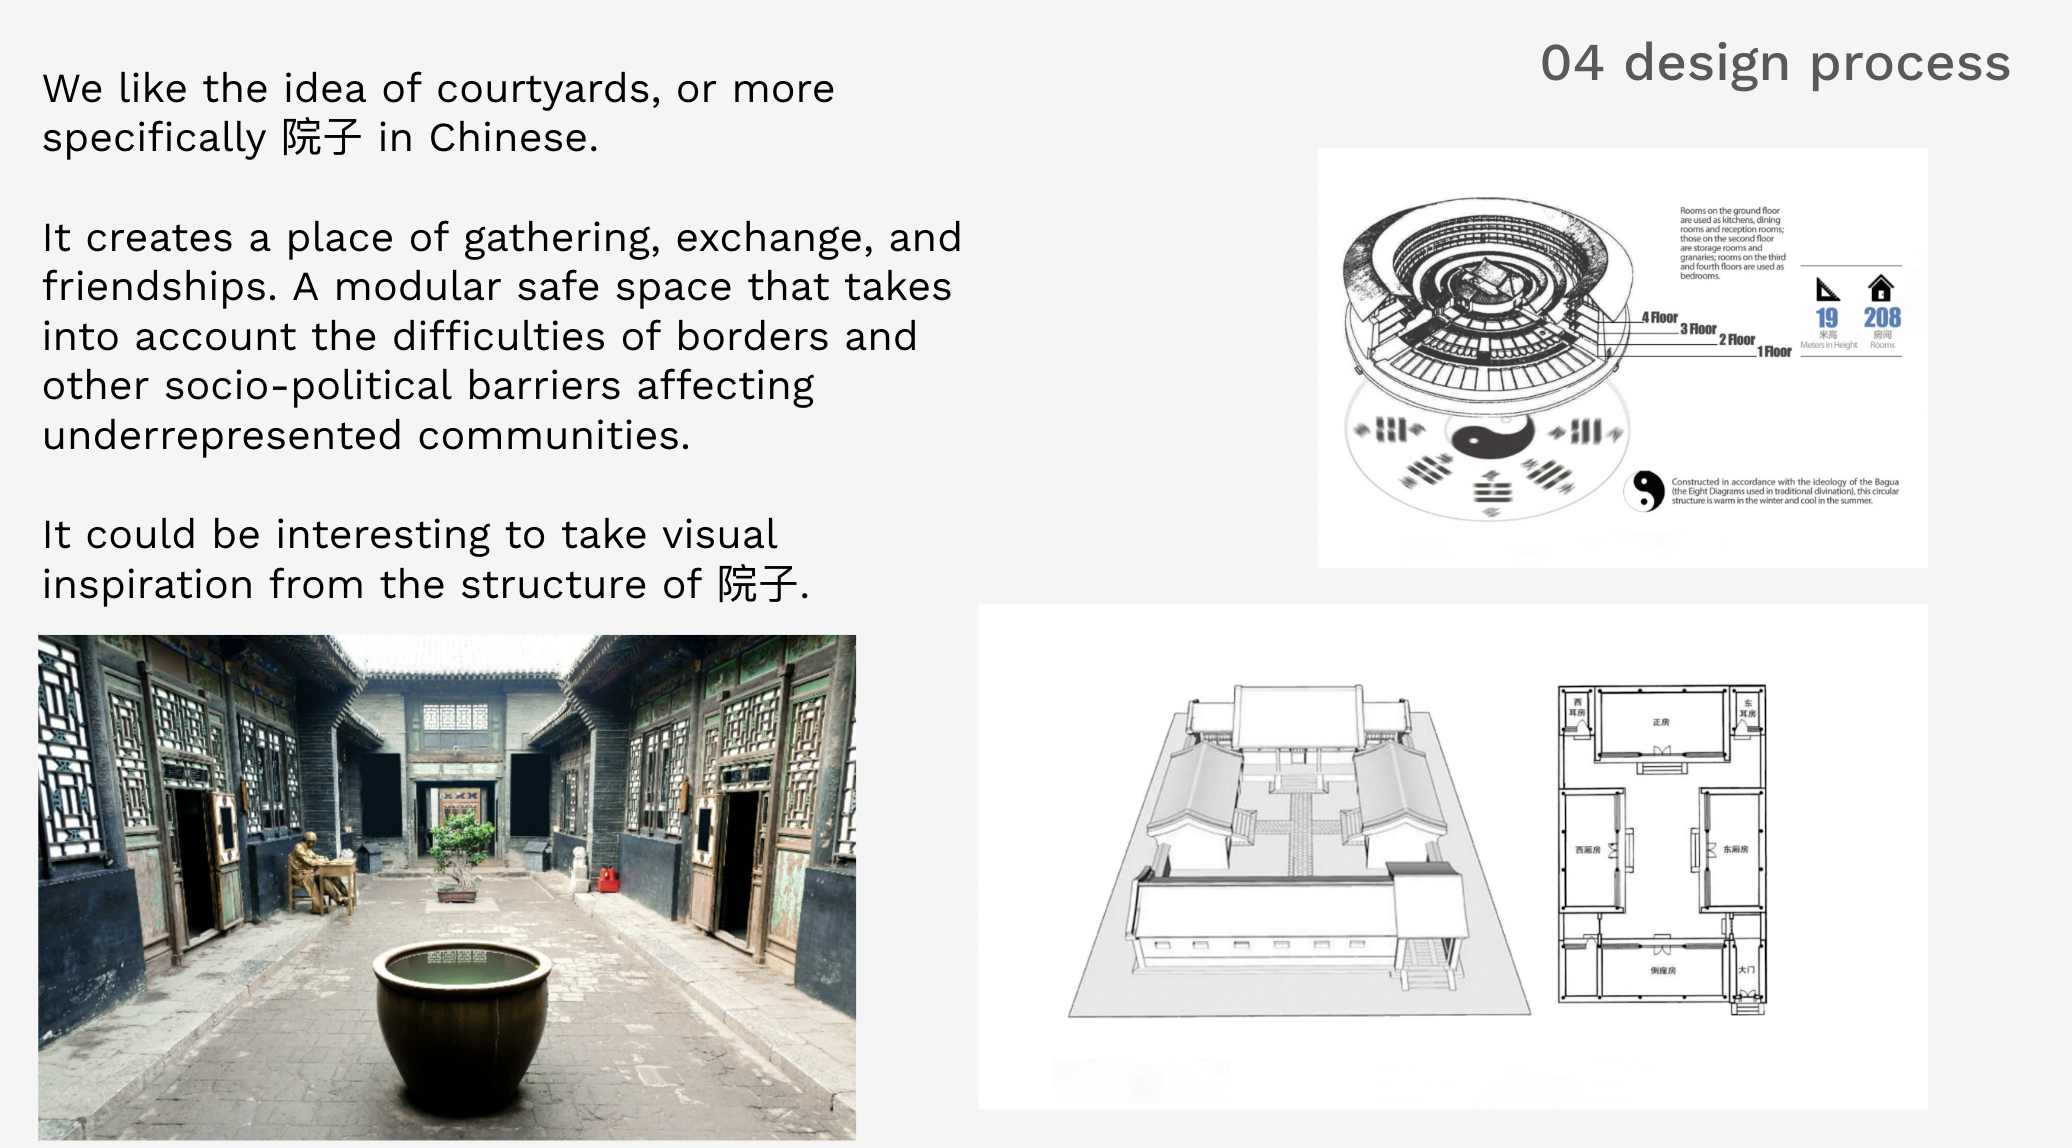 04 design process
We like the idea of courtyards, or more
specifically 院子 in Chinese.
It creates a place of gathering, exchange, and
friendships. A modular safe space that takes
into account the difficulties of borders and
other socio-political barriers affecting
underrepresented communities.
It could be interesting to take visual
inspiration from the structure of 院子.
Rooms on the ground floor
are used as kitchens, dining
rooms and reception rooms;
those on the second floor
are storage rooms and
granaries; rooms on the third
and fourth floors are used as
bedrooms.
4 Floor
3 Floor
2 Floor
1 Floor
19
米高
Meters in Height
208
房间
Rooms
Constructed in accordance with the ideology of the Bagua
(the Eight Diagrams used in traditional divination), this circular
structure is warm in the winter and cool in the summer.
西
耳房
正房
东
耳房
西厢房
东厢房
倒座房
大门